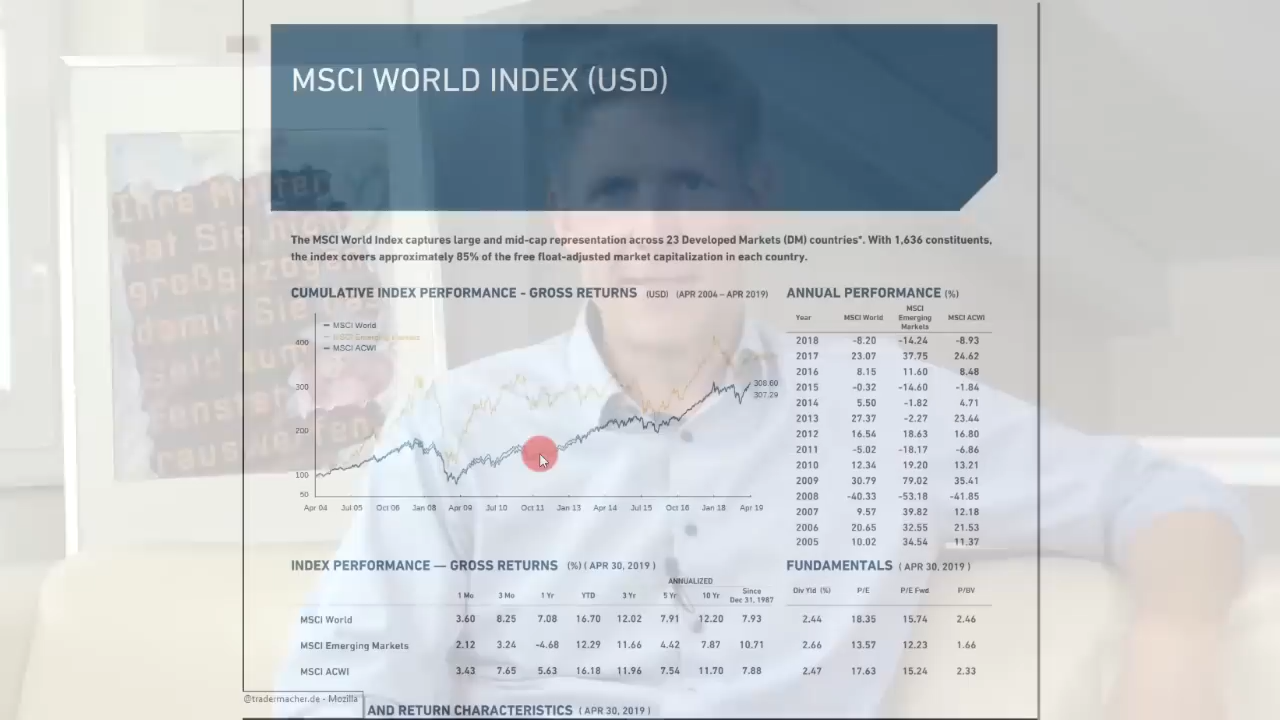 MSCI WORLD INDEX (USD)
The MSCI World Index captures large and mid-cap representation across 23 Developed Markets (DM) countries*. With 1,636 constituents,
the index covers approximately 85% of the free float-adjusted market capitalization in each country.
CUMULATIVE INDEX PERFORMANCE - GROSS RETURNS (USD) (APR 2004 – APR 2019)
MSCI World
MSCI Emerging Markets
MSCI ACWI
400
300
200
100
50
308.60
307.29
Apr 04 Jul 05 Oct 06 Jan 08 Apr 09 Jul 10 Oct 11 Jan 13 Apr 14 Jul 15 Oct 16 Jan 18 Apr 19
ANNUAL PERFORMANCE (%)
Year MSCI World MSCI Emerging Markets MSCI ACWI
2018 -8.20 -14.24 -8.93
2017 23.07 37.75 24.62
2016 8.15 11.60 8.48
2015 -0.32 -14.60 -1.84
2014 5.50 -1.82 4.71
2013 27.37 -2.27 23.44
2012 16.54 18.63 16.80
2011 -5.02 -18.17 -6.86
2010 12.34 19.20 13.21
2009 30.79 79.02 35.41
2008 -40.33 -53.18 -41.85
2007 9.57 39.82 12.18
2006 20.65 32.55 21.53
2005 10.02 34.54 11.37
INDEX PERFORMANCE — GROSS RETURNS (%) ( APR 30, 2019 )
ANNUALIZED
1 Mo 3 Mo 1 Yr YTD 3 Yr 5 Yr 10 Yr Since Dec 31, 1987
MSCI World 3.60 8.25 7.08 16.70 12.02 7.91 12.20 7.93
MSCI Emerging Markets 2.12 3.24 -4.68 12.29 11.66 4.42 7.87 10.71
MSCI ACWI 3.43 7.65 5.63 16.18 11.96 7.54 11.70 7.88
FUNDAMENTALS ( APR 30, 2019 )
Div Yld (%) P/E P/E Fwd P/BV
2.44 18.35 15.74 2.46
2.66 13.57 12.23 1.66
2.47 17.63 15.24 2.33
@tradermacher.de - Mozilla
AND RETURN CHARACTERISTICS ( APR 30, 2019 )
Ihre Mutter
hat Sie nich
großgezogen
damit Sie
Geld zum
raus